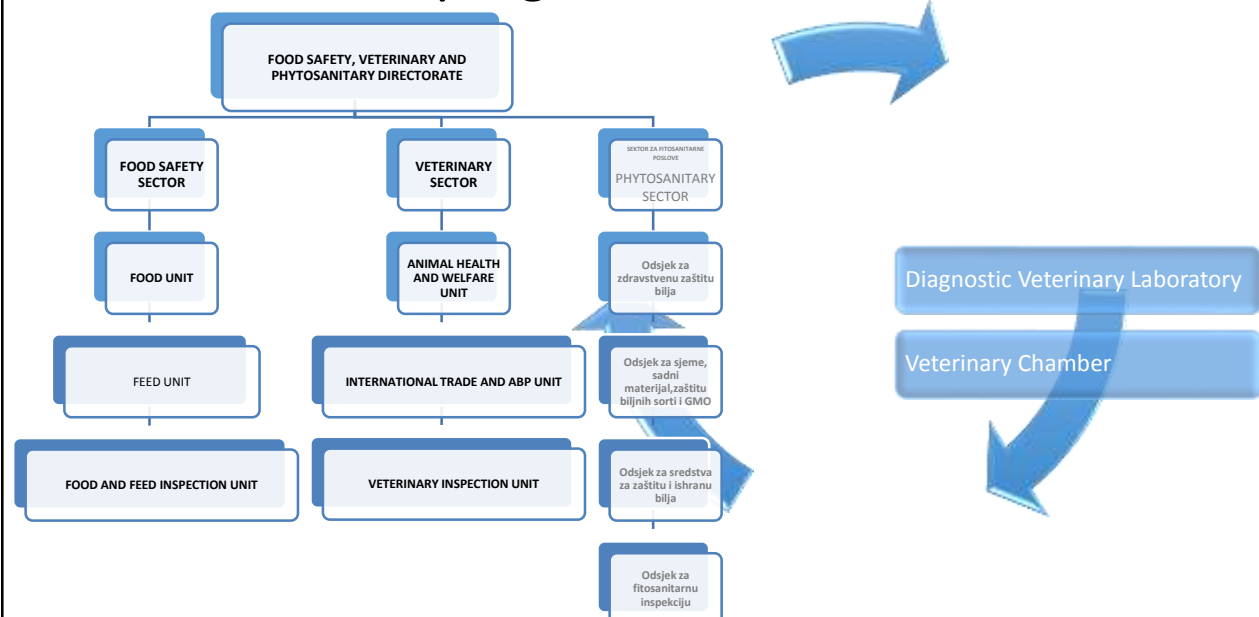 FOOD SAFETY, VETERINARY AND
PHYTOSANITARY DIRECTORATE
FOOD SAFETY
SECTOR
FOOD UNIT
FEED UNIT
FOOD AND FEED INSPECTION UNIT
VETERINARY
SECTOR
ANIMAL HEALTH
AND WELFARE
UNIT
INTERNATIONAL TRADE AND ABP UNIT
VETERINARY INSPECTION UNIT
SEKTOR ZA FITOSANITARNE
POSLOVE
PHYTOSANITARY
SECTOR
Odsjek za
zdravstvenu zaštitu
bilja
Odsjek za sjeme,
sadni
materijal,zaštitu
biljnih sorti i GMO
Odsjek za sredstva
za zaštitu i ishranu
bilja
Odsjek za
fitosanitarnu
inspekciju
Diagnostic Veterinary Laboratory
Veterinary Chamber